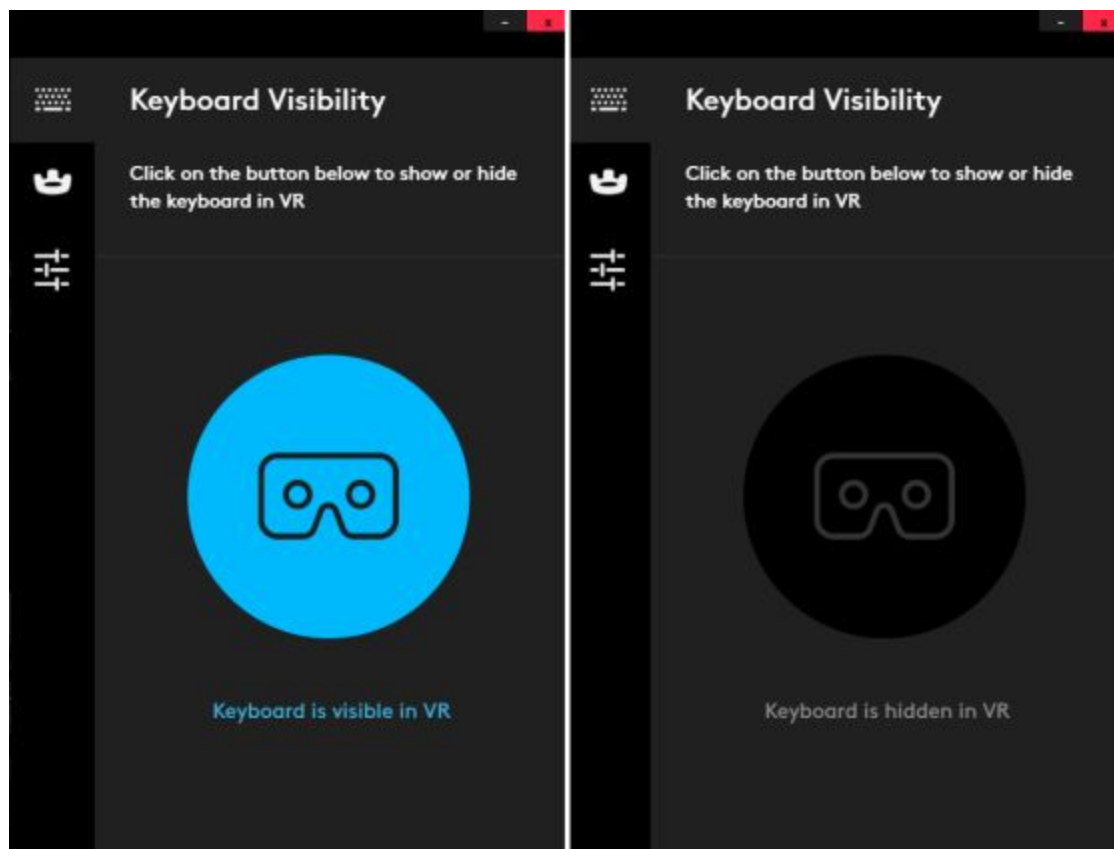 - x
Keyboard Visibility
Click on the button below to show or hide
the keyboard in VR
Keyboard is visible in VR
- x
Keyboard Visibility
Click on the button below to show or hide
the keyboard in VR
Keyboard is hidden in VR